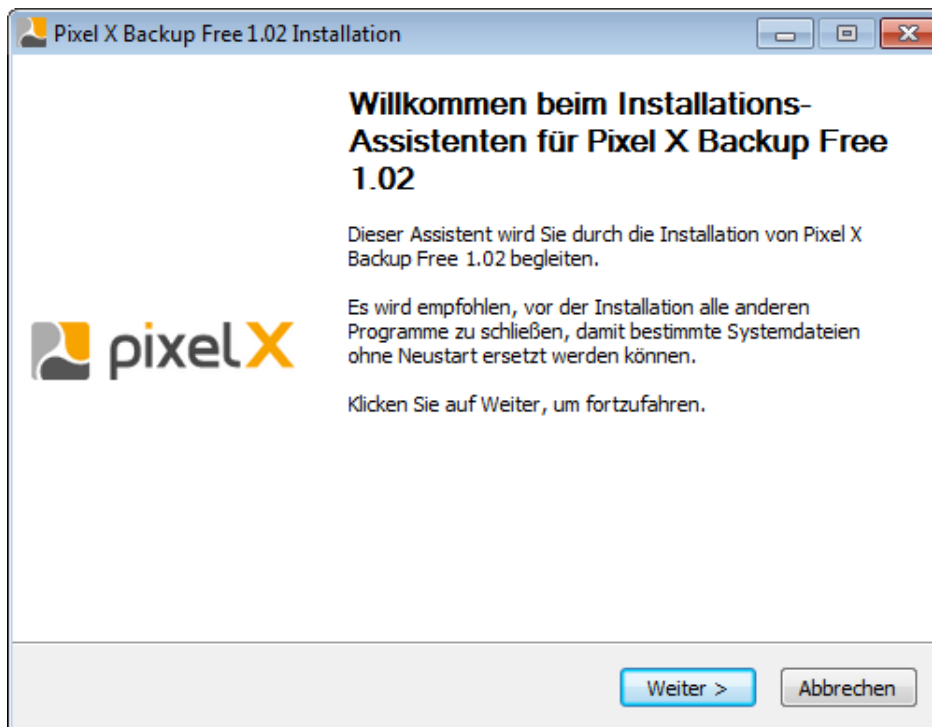 Pixel X Backup Free 1.02 Installation
Willkommen beim Installations-
Assistenten für Pixel X Backup Free
1.02
Dieser Assistent wird Sie durch die Installation von Pixel X
Backup Free 1.02 begleiten.
Es wird empfohlen, vor der Installation alle anderen
Programme zu schließen, damit bestimmte Systemdateien
ohne Neustart ersetzt werden können.
pixelX
Klicken Sie auf Weiter, um fortzufahren.
Weiter >
Abbrechen